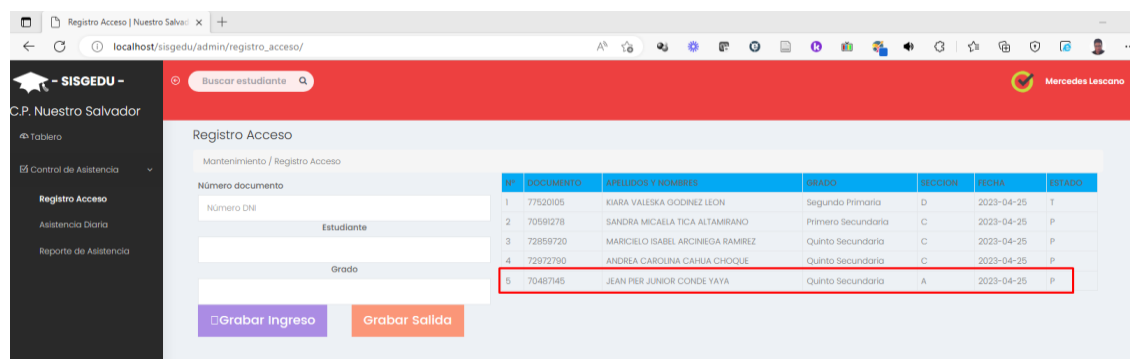 Registro Acceso | Nuestro Salvad
localhost/sisgedu/admin/registro_acceso/
- SISGEDU -
Buscar estudiante
Mercedes Lescano
C.P. Nuestro Salvador
Tablero
Control de Asistencia
Registro Acceso
Asistencia Diaria
Reporte de Asistencia
Registro Acceso
Mantenimiento / Registro Acceso
Número documento
Número DNI
Estudiante
Grado
Grabar Ingreso
Grabar Salida
N° DOCUMENTO APELLIDOS Y NOMBRES GRADO SECCION FECHA ESTADO
1 77520105 KIARA VALESKA GODINEZ LEON Segundo Primaria D 2023-04-25 T
2 70591278 SANDRA MICAELA TICA ALTAMIRANO Primero Secundaria C 2023-04-25 P
3 72859720 MARICIELO ISABEL ARCINIEGA RAMIREZ Quinto Secundaria C 2023-04-25 P
4 72972790 ANDREA CAROLINA CAHUA CHOQUE Quinto Secundaria C 2023-04-25 P
5 70487145 JEAN PIER JUNIOR CONDE YAYA Quinto Secundaria A 2023-04-25 P